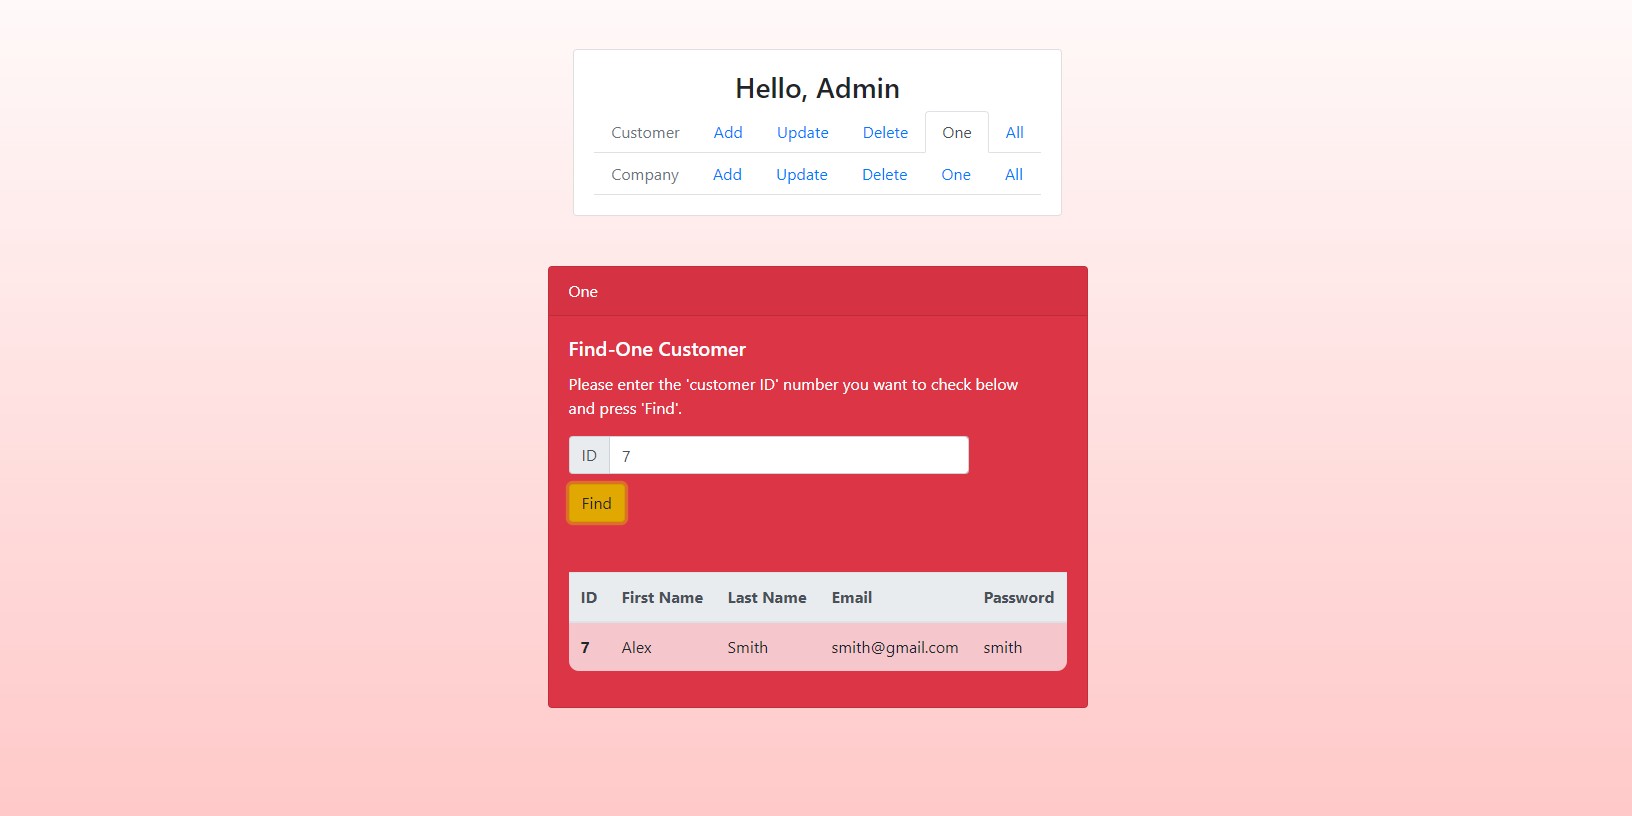 Hello, Admin
Customer Add Update Delete One All
Company Add Update Delete One All
One
Find-One Customer
Please enter the 'customer ID' number you want to check below
and press 'Find'.
ID 7
Find
ID First Name Last Name Email Password
7 Alex Smith smith@gmail.com smith